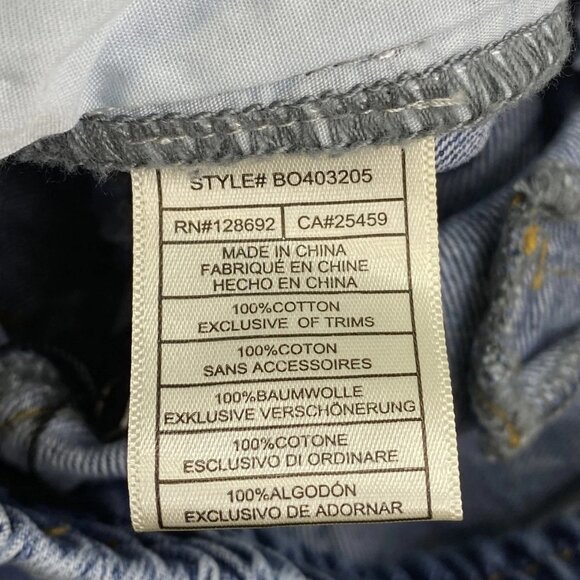 STYLE# BO403205
RN#128692 CA#25459
MADE IN CHINA
FABRIQUÉ EN CHINE
HECHO EN CHINA
100%COTTON
EXCLUSIVE OF TRIMS
100%COTON
SANS ACCESSOIRES
100%BAUMWOLLE
EXKLUSIVE VERSCHÖNERUNG
100%COTONE
ESCLUSIVO DI ORDINARE
100%ALGODÓN
EXCLUSIVO DE ADORNAR